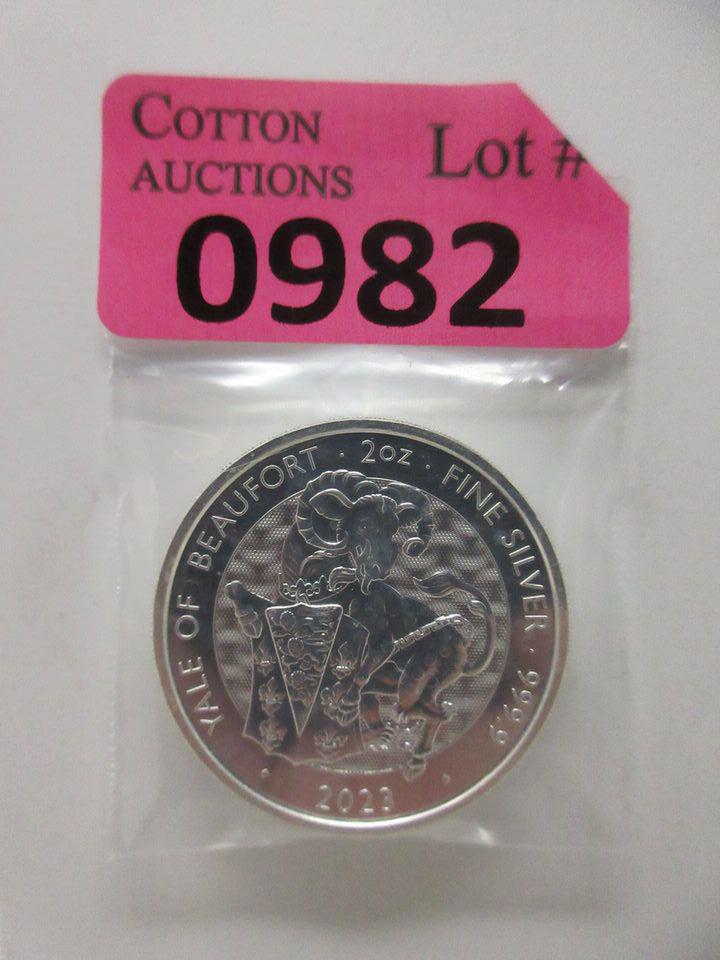 COTTON
AUCTIONS
Lot #
0982
YALE OF BEAUFORT · 2OZ · FINE SILVER · 999.9
· 2023 ·